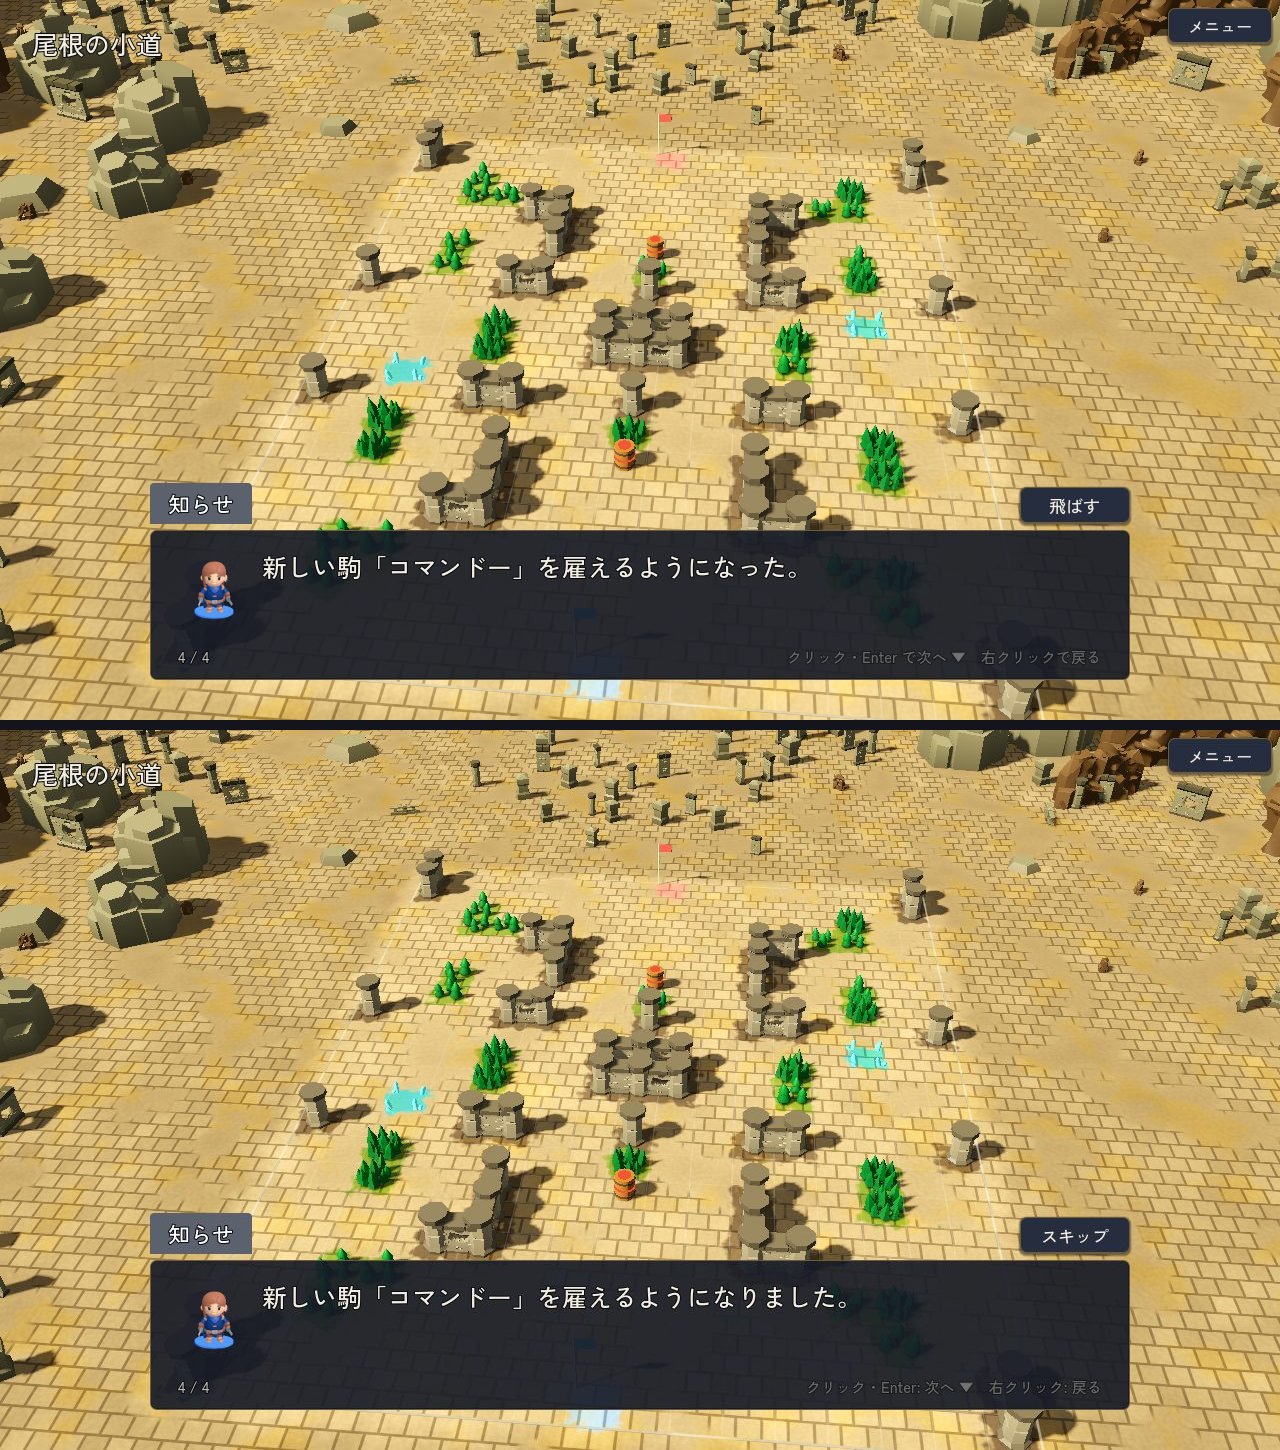 尾根の小道
メニュー
知らせ
飛ばす
新しい駒「コマンドー」を雇えるようになった。
4 / 4
クリック・Enter で次へ ▼ 右クリックで戻る
尾根の小道
メニュー
知らせ
スキップ
新しい駒「コマンドー」を雇えるようになりました。
4 / 4
クリック・Enter: 次へ ▼ 右クリック: 戻る